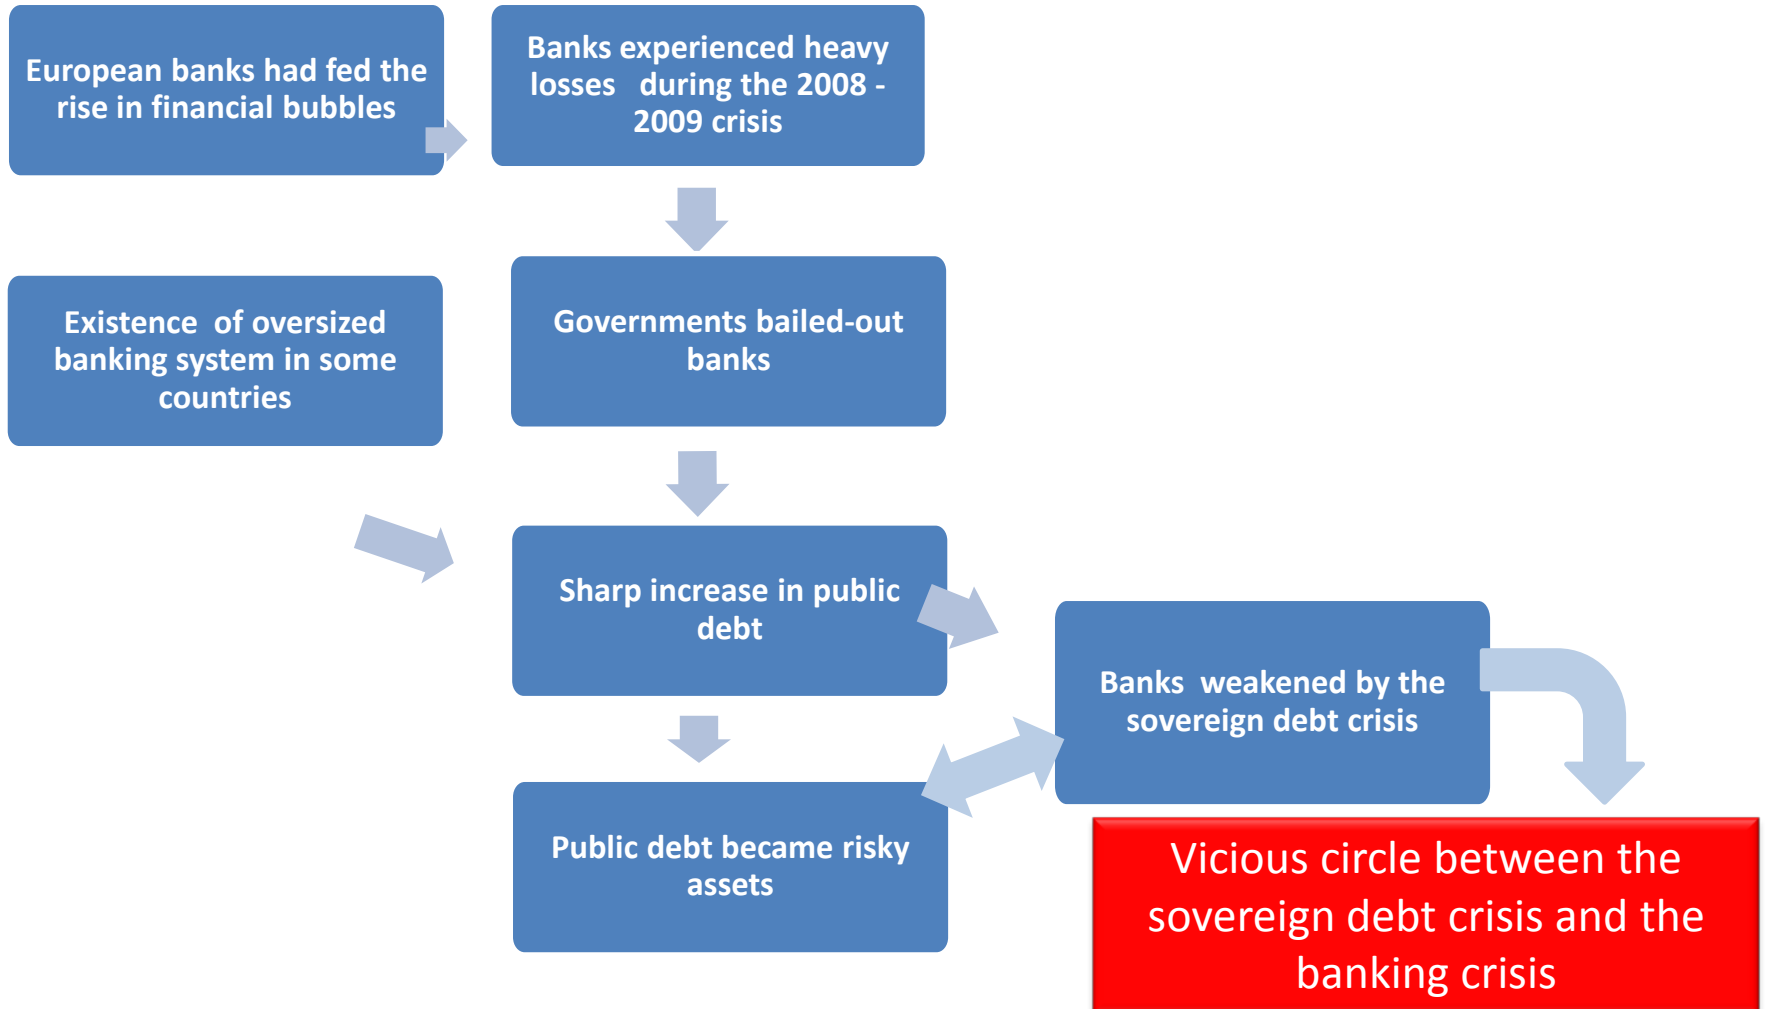 European banks had fed the
rise in financial bubbles
Banks experienced heavy
losses during the 2008 -
2009 crisis
Existence of oversized
banking system in some
countries
Governments bailed-out
banks
Sharp increase in public
debt
Banks weakened by the
sovereign debt crisis
Public debt became risky
assets
Vicious circle between the
sovereign debt crisis and the
banking crisis